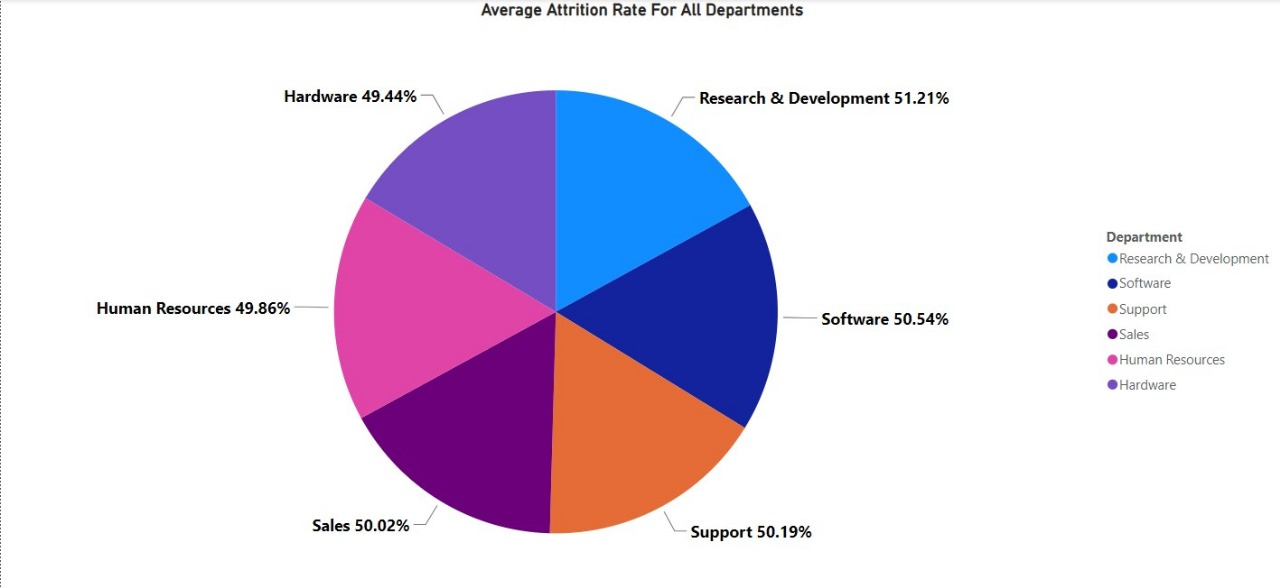 Average Attrition Rate For All Departments
Hardware 49.44%
Research & Development 51.21%
Human Resources 49.86%
Software 50.54%
Sales 50.02%
Support 50.19%
Department
Research & Development
Software
Support
Sales
Human Resources
Hardware